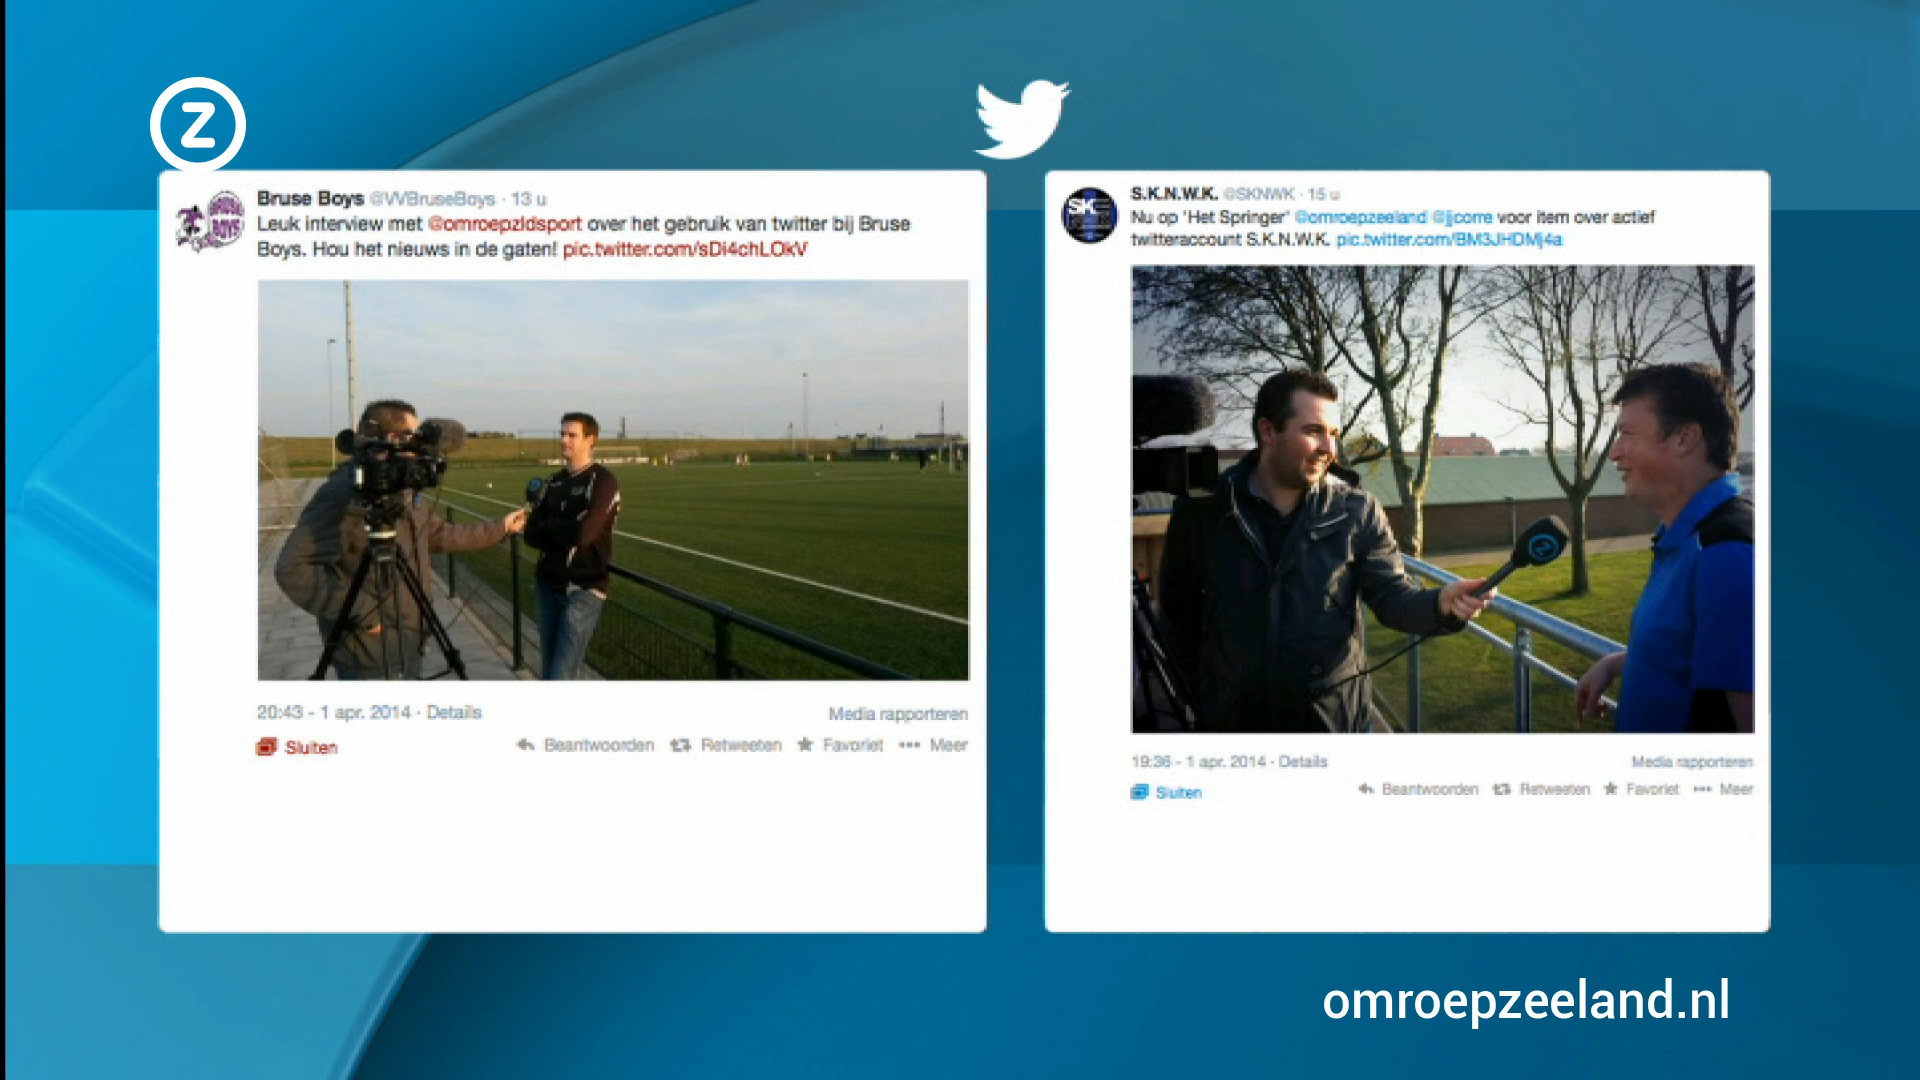 Z
Bruse Boys @VVBruseBoys · 13 u
Leuk interview met @omroepzldsport over het gebruik van twitter bij Bruse
Boys. Hou het nieuws in de gaten! pic.twitter.com/sDi4chLOkV
BRUSE
BOYS
20:43 - 1 apr. 2014 · Details
Media rapporteren
Sluiten
Beantwoorden Retweeten Favoriet Meer
S.K.N.W.K. @SKNWK · 15 u
Nu op 'Het Springer' @omroepzeeland @jjcorre voor item over actief
twitteraccount S.K.N.W.K. pic.twitter.com/BM3JHDMj4a
SK
19:36 - 1 apr. 2014 · Details
Media rapporteren
Sluiten
Beantwoorden Retweeten Favoriet Meer
omroepzeeland.nl